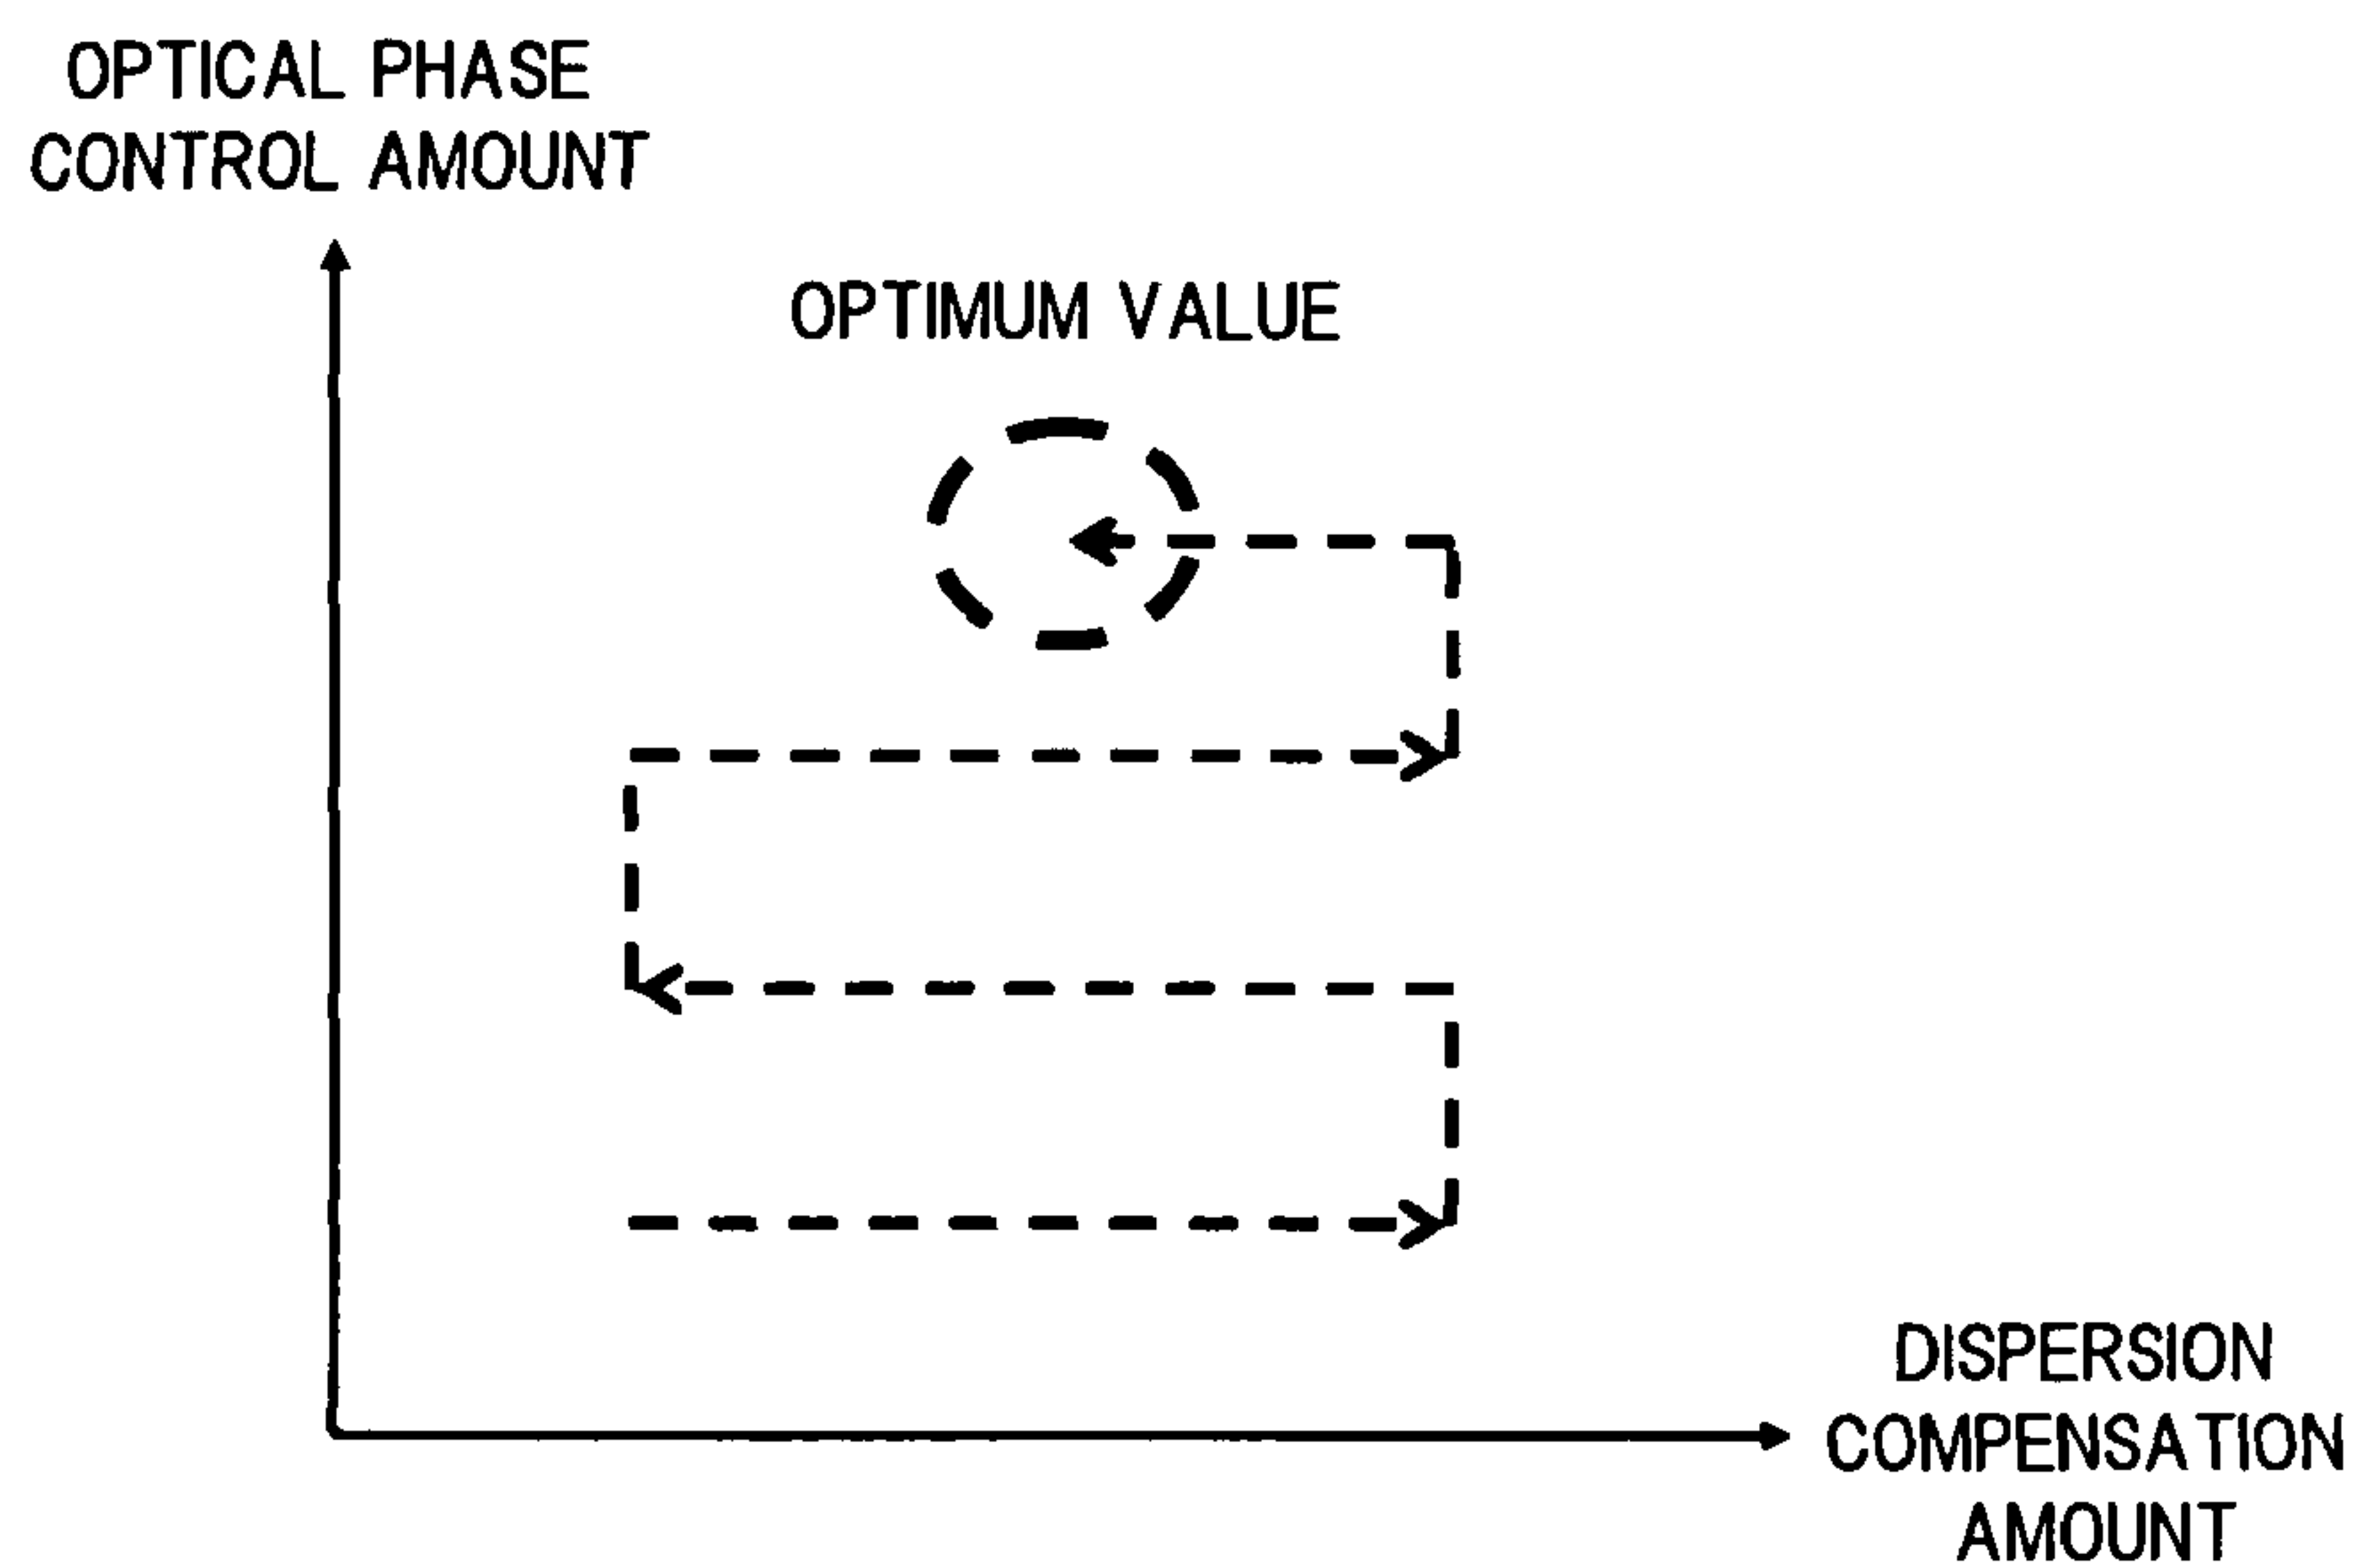 OPTICAL PHASE
CONTROL AMOUNT
OPTIMUM VALUE
DISPERSION
COMPENSATION
AMOUNT